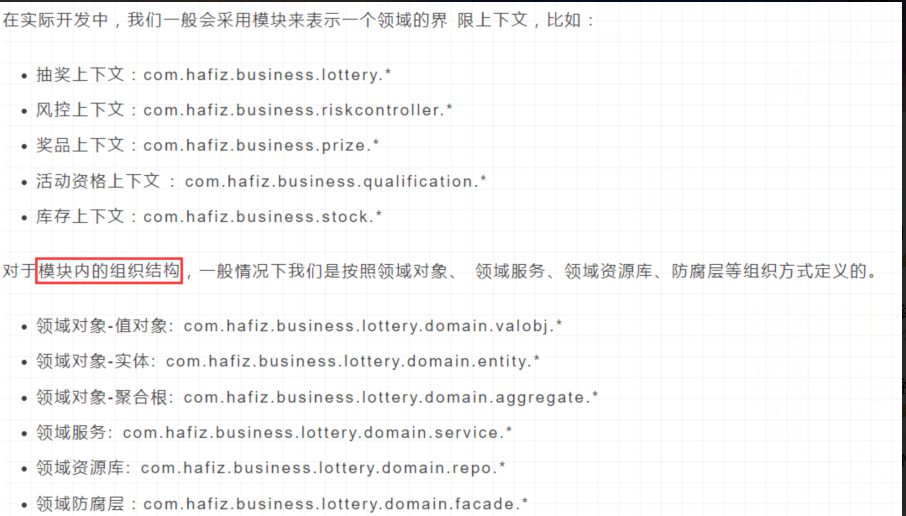 在实际开发中，我们一般会采用模块来表示一个领域的界 限上下文，比如：
抽奖上下文：com.hafiz.business.lottery.*
风控上下文：com.hafiz.business.riskcontroller.*
奖品上下文：com.hafiz.business.prize.*
活动资格上下文 ：com.hafiz.business.qualification.*
库存上下文：com.hafiz.business.stock.*
对于模块内的组织结构，一般情况下我们是按照领域对象、 领域服务、领域资源库、防腐层等组织方式定义的。
领域对象-值对象: com.hafiz.business.lottery.domain.valobj.*
领域对象-实体: com.hafiz.business.lottery.domain.entity.*
领域对象-聚合根: com.hafiz.business.lottery.domain.aggregate.*
领域服务: com.hafiz.business.lottery.domain.service.*
领域资源库: com.hafiz.business.lottery.domain.repo.*
领域防腐层：com.hafiz.business.lottery.domain.facade.*